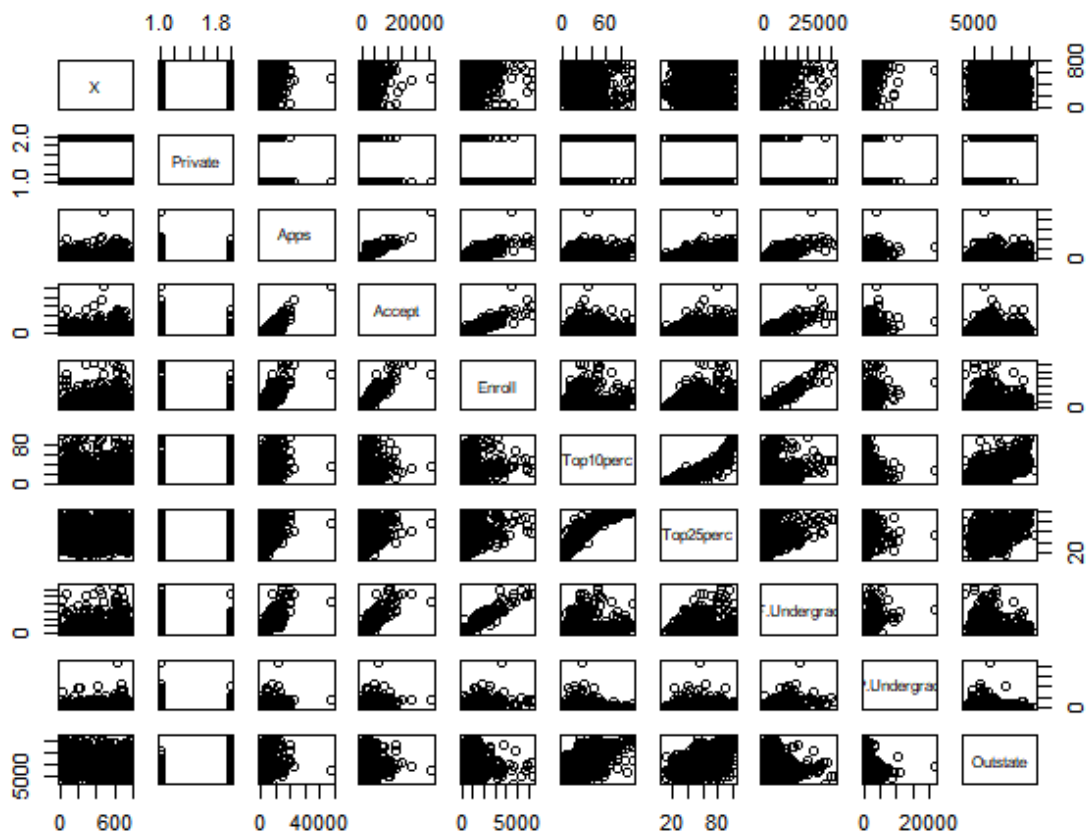 1.0 1.8 0 20000 0 60 0 25000 5000
X 0 800
1.0 2.0 Private
Apps 0
0 Accept
Enroll 0
0 80 Top10perc
Top25perc 20
0 F.Undergrad
P.Undergrad 0
5000 Outstate
0 600 0 40000 0 5000 20 80 0 20000